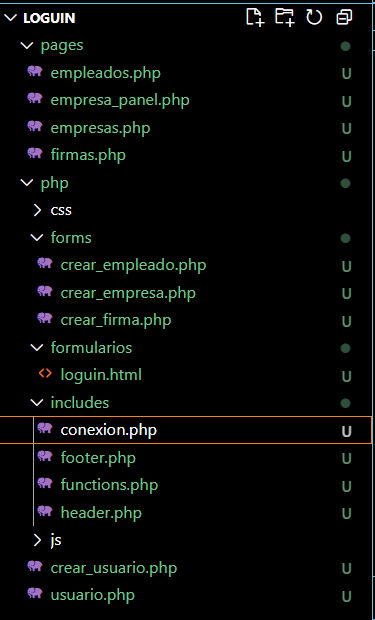 LOGUIN
pages
empleados.php U
empresa_panel.php U
empresas.php U
firmas.php U
php
css
forms
crear_empleado.php U
crear_empresa.php U
crear_firma.php U
formularios
loguin.html U
includes
conexion.php U
footer.php U
functions.php U
header.php U
js
crear_usuario.php U
usuario.php U